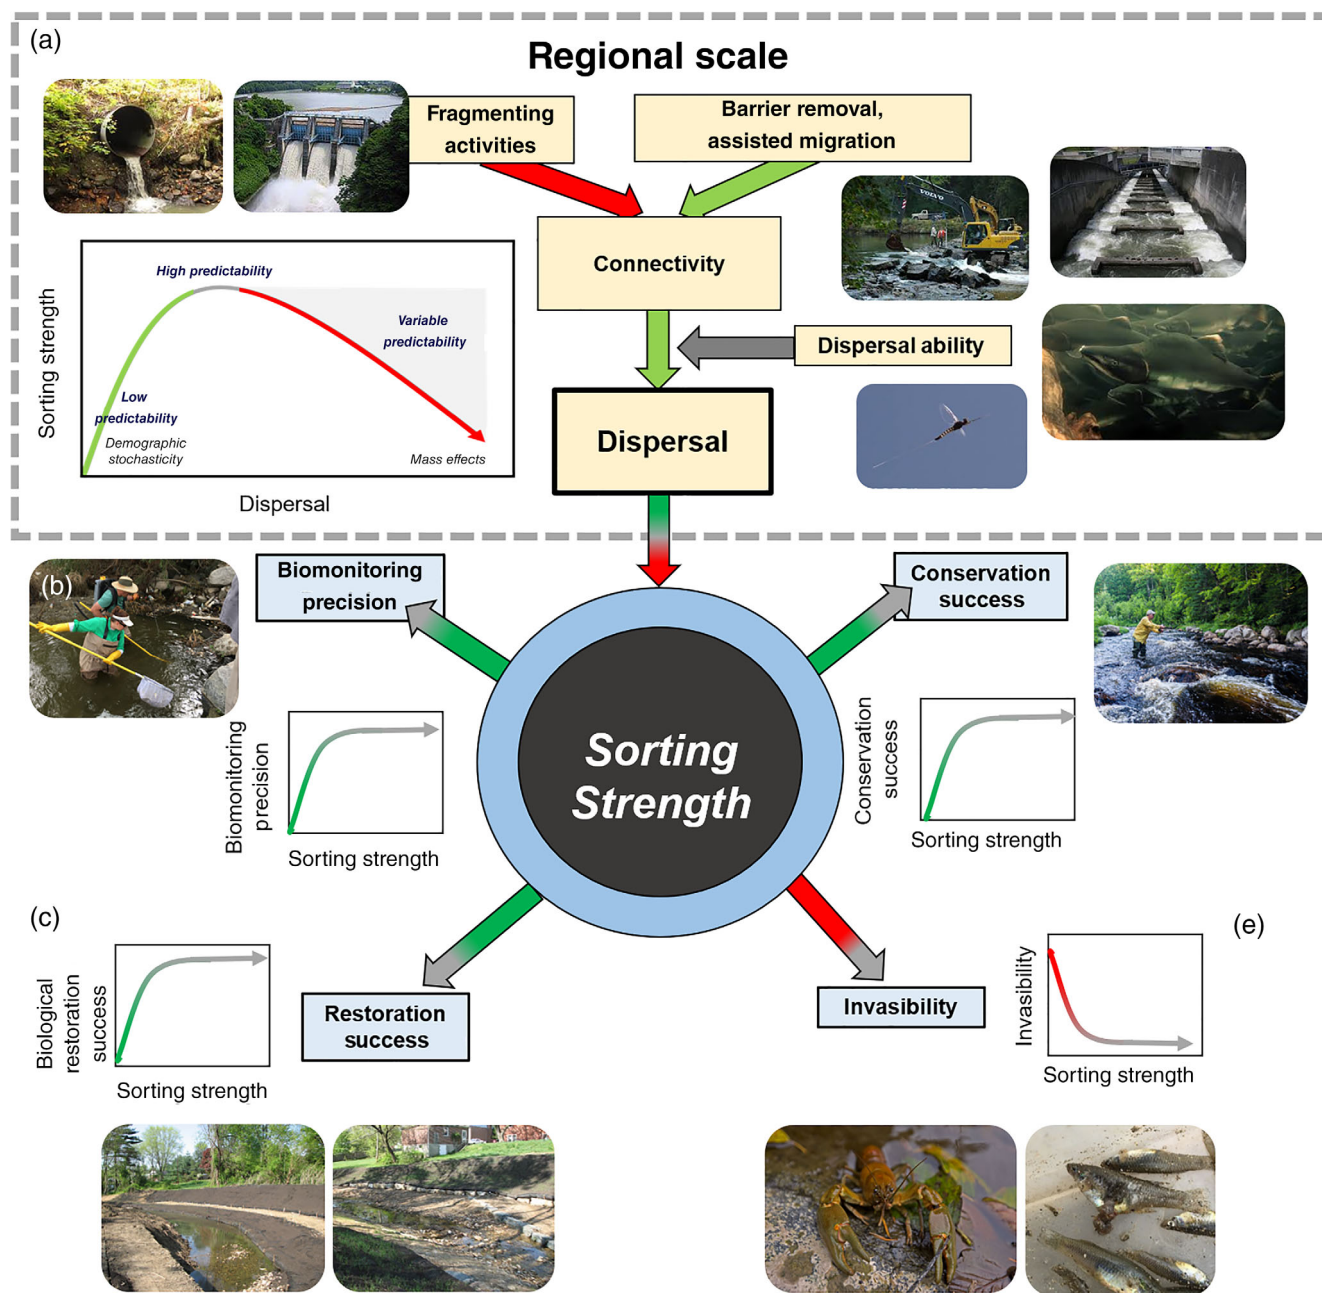 (a)
Regional scale
Fragmenting
activities
Barrier removal,
assisted migration
Connectivity
Dispersal ability
Dispersal
Sorting strength
High predictability
Variable
predictability
Low
predictability
Demographic
stochasticity
Mass effects
Dispersal
(b)
Biomonitoring
precision
Conservation
success
Biomonitoring
precision
Sorting strength
Sorting
Strength
Conservation
success
Sorting strength
(c)
Biological
restoration
success
Sorting strength
Restoration
success
Invasibility
(e)
Invasibility
Sorting strength